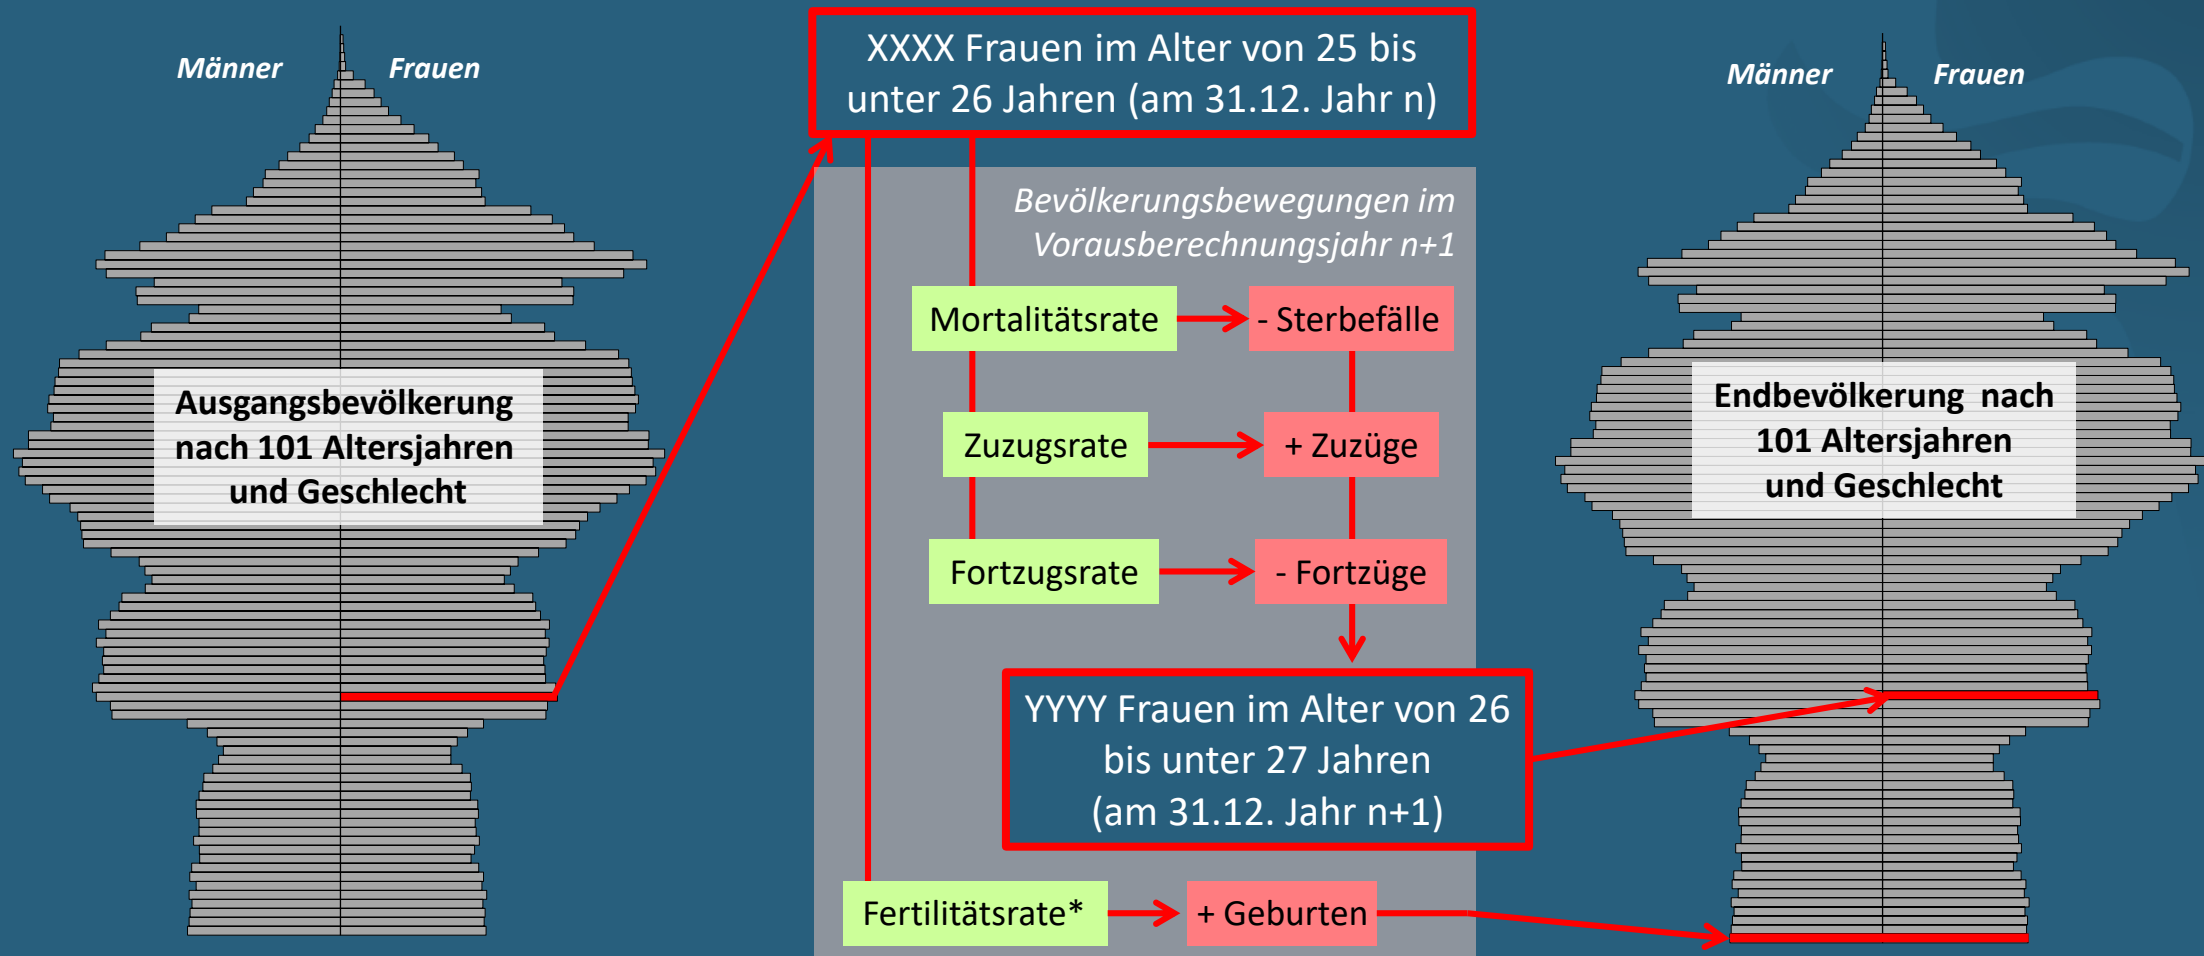 Männer Frauen
Ausgangsbevölkerung
nach 101 Altersjahren
und Geschlecht
XXXX Frauen im Alter von 25 bis
unter 26 Jahren (am 31.12. Jahr n)
Bevölkerungsbewegungen im
Vorausberechnungsjahr n+1
Mortalitätsrate - Sterbefälle
Zuzugsrate + Zuzüge
Fortzugsrate - Fortzüge
YYYY Frauen im Alter von 26
bis unter 27 Jahren
(am 31.12. Jahr n+1)
Fertilitätsrate* + Geburten
Männer Frauen
Endbevölkerung nach
101 Altersjahren
und Geschlecht